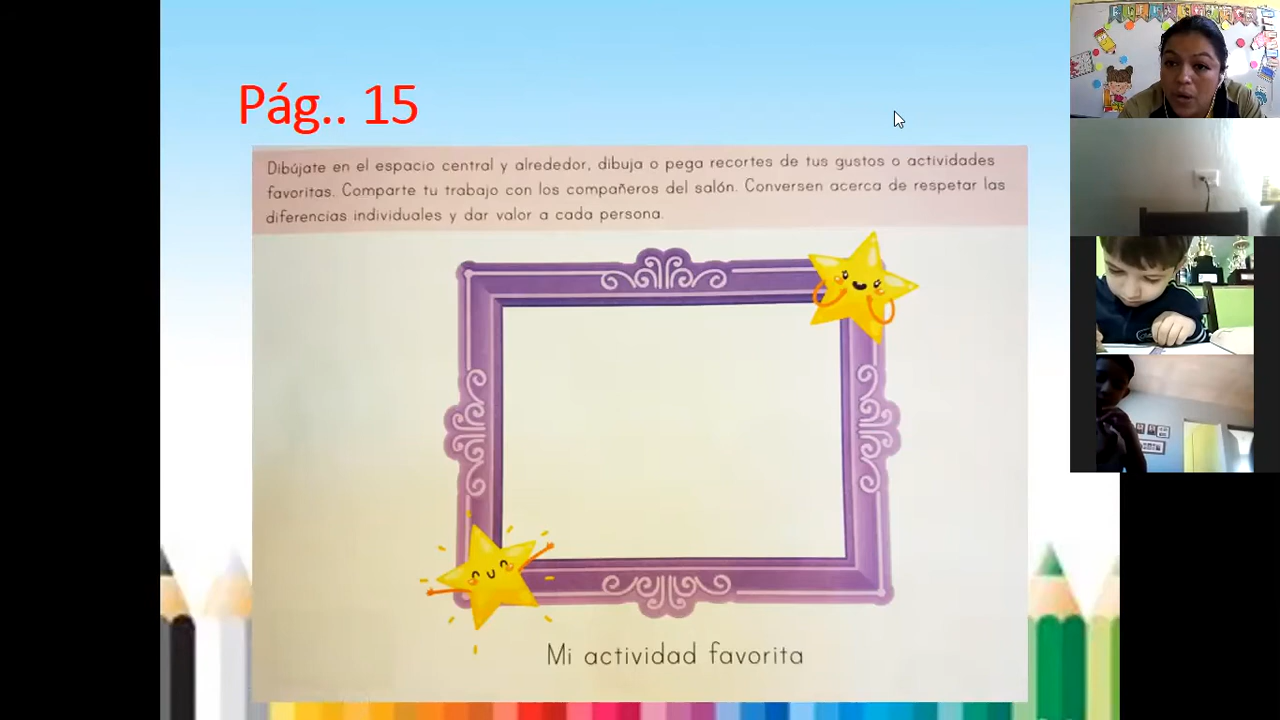 Pág.. 15
Dibújate en el espacio central y alrededor, dibuja o pega recortes de tus gustos o actividades
favoritas. Comparte tu trabajo con los compañeros del salón. Conversen acerca de respetar las
diferencias individuales y dar valor a cada persona.
Mi actividad favorita